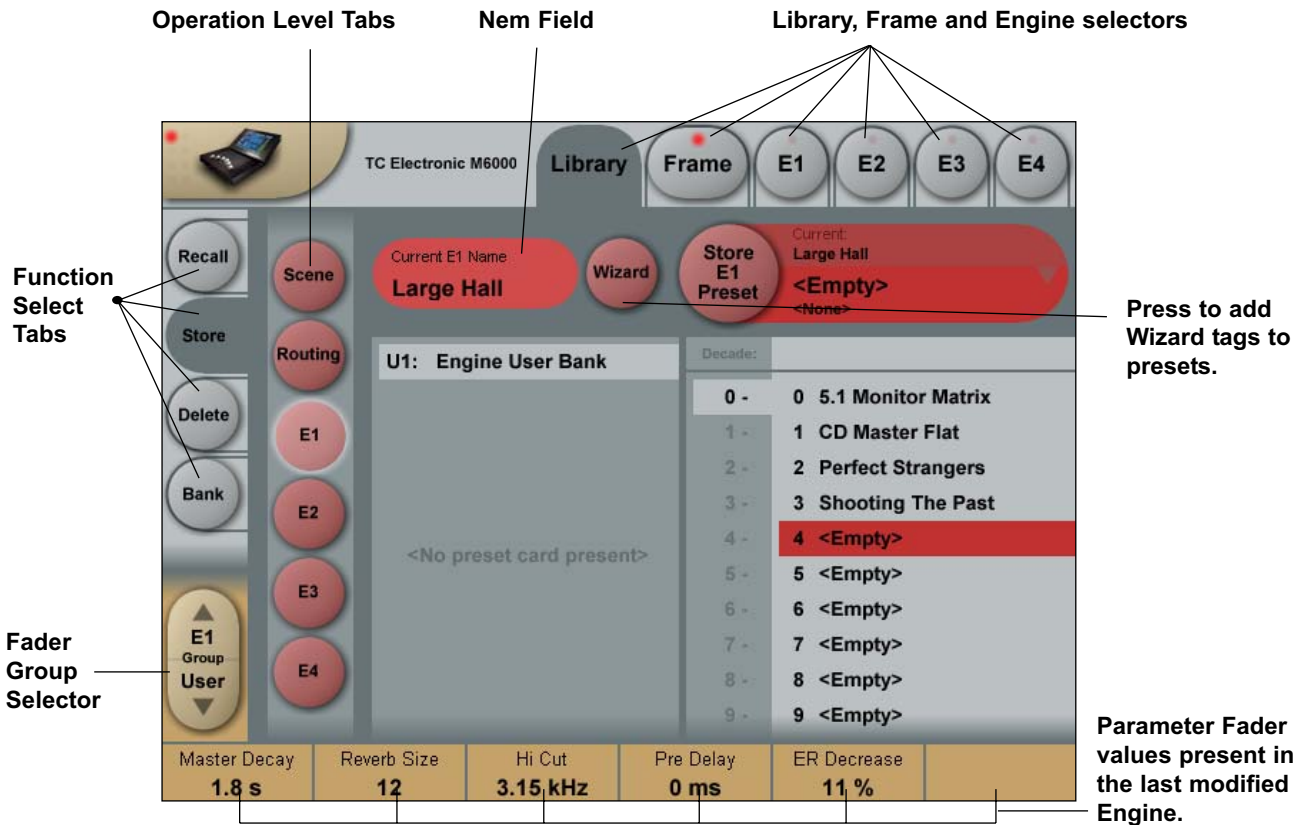 Operation Level Tabs
Nem Field
Library, Frame and Engine selectors
TC Electronic M6000
Library
Frame
E1
E2
E3
E4
Function
Select
Tabs
Recall
Store
Delete
Bank
Scene
Routing
E1
E2
E3
E4
Current E1 Name
Large Hall
Wizard
Store
E1
Preset
Current:
Large Hall
<Empty>
<None>
Press to add
Wizard tags to
presets.
U1: Engine User Bank
<No preset card present>
Decade:
0 -
1 -
2 -
3 -
4 -
5 -
6 -
7 -
8 -
9 -
0 5.1 Monitor Matrix
1 CD Master Flat
2 Perfect Strangers
3 Shooting The Past
4 <Empty>
5 <Empty>
6 <Empty>
7 <Empty>
8 <Empty>
9 <Empty>
Fader
Group
Selector
E1
Group
User
Master Decay
1.8 s
Reverb Size
12
Hi Cut
3.15 kHz
Pre Delay
0 ms
ER Decrease
11 %
Parameter Fader
values present in
the last modified
Engine.